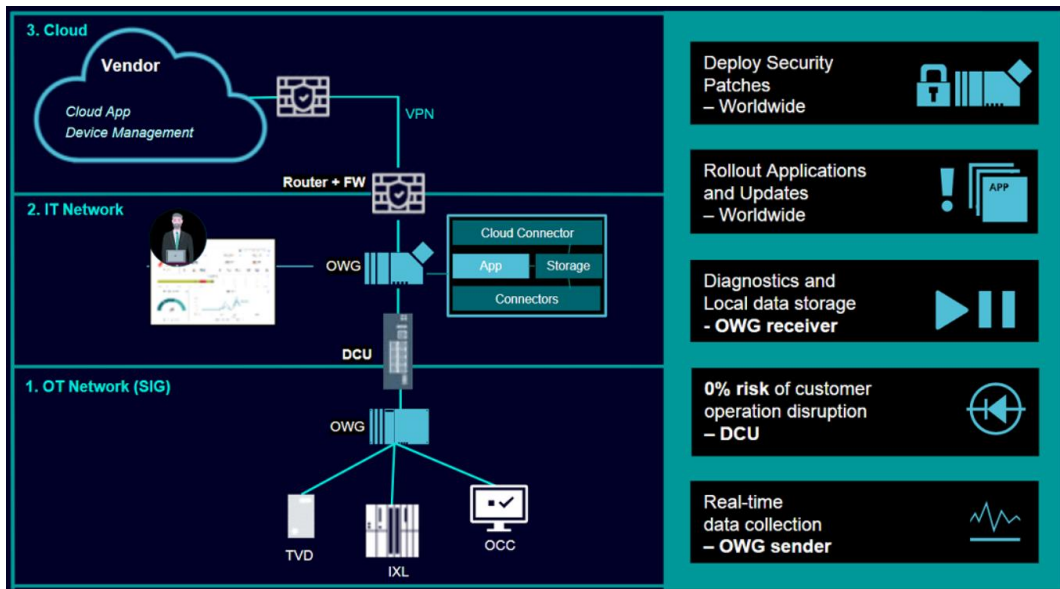 3. Cloud
Vendor
Cloud App
Device Management
VPN
Router + FW
2. IT Network
OWG
Cloud Connector
App
Storage
Connectors
DCU
1. OT Network (SIG)
OWG
TVD
IXL
OCC
Deploy Security
Patches
– Worldwide
Rollout Applications
and Updates
– Worldwide
APP
Diagnostics and
Local data storage
- OWG receiver
0% risk of customer
operation disruption
– DCU
Real-time
data collection
– OWG sender